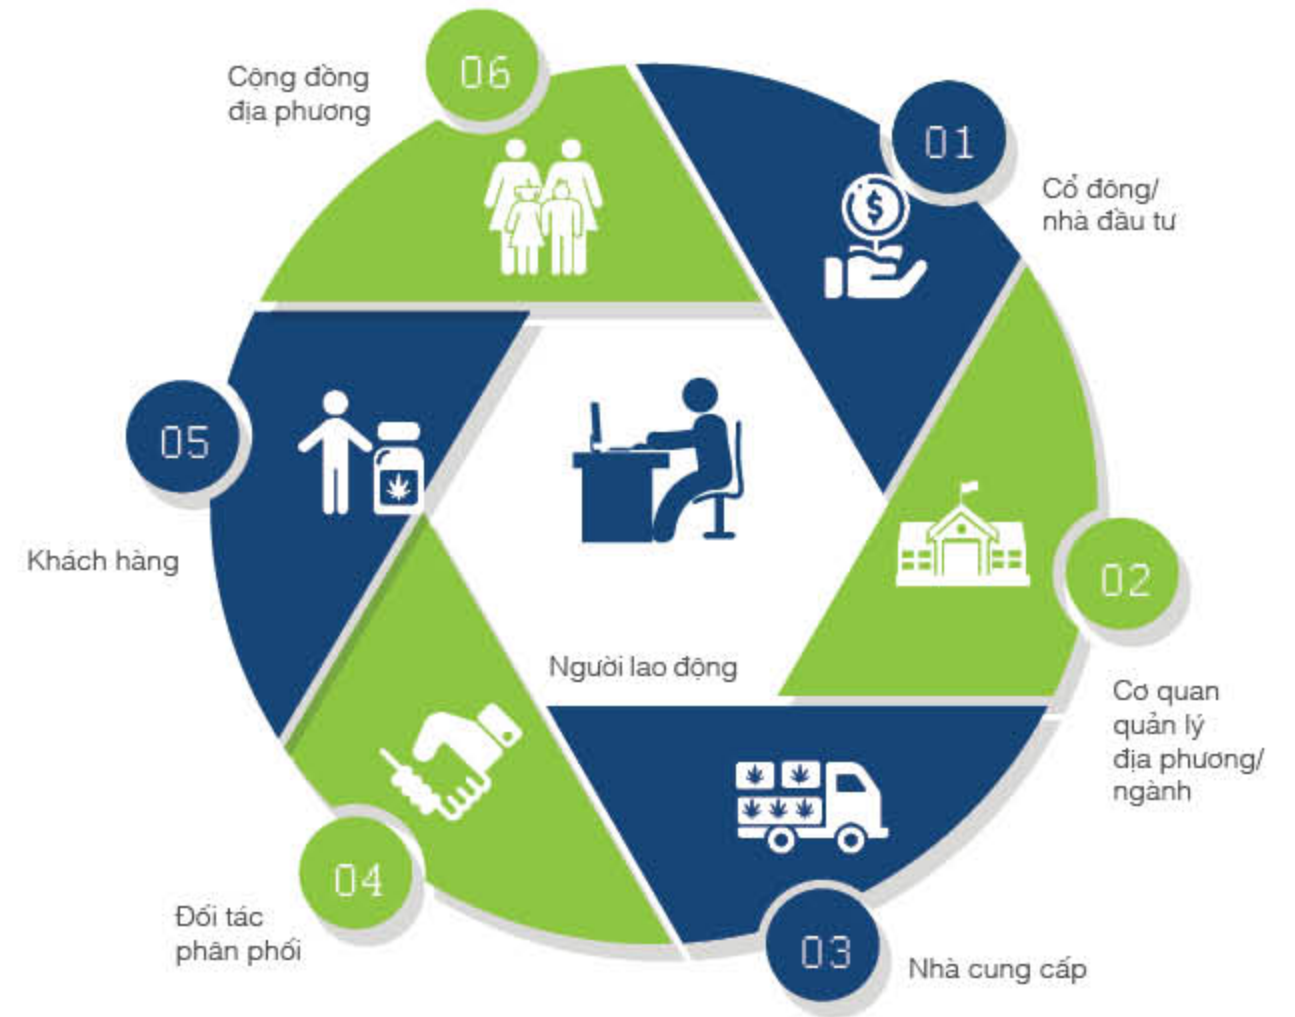 06
Cộng đồng
địa phương
01
Cổ đông/
nhà đầu tư
05
Khách hàng
02
Cơ quan
quản lý
địa phương/
ngành
Người lao động
04
Đối tác
phân phối
03
Nhà cung cấp
$